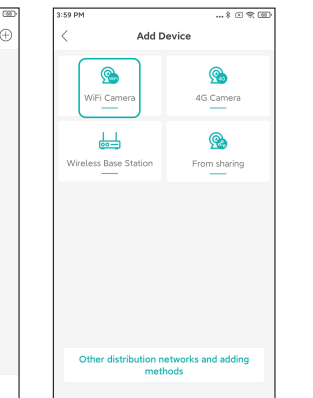 3:59 PM
Add Device
WiFi Camera
4G Camera
Wireless Base Station
From sharing
Other distribution networks and adding
methods